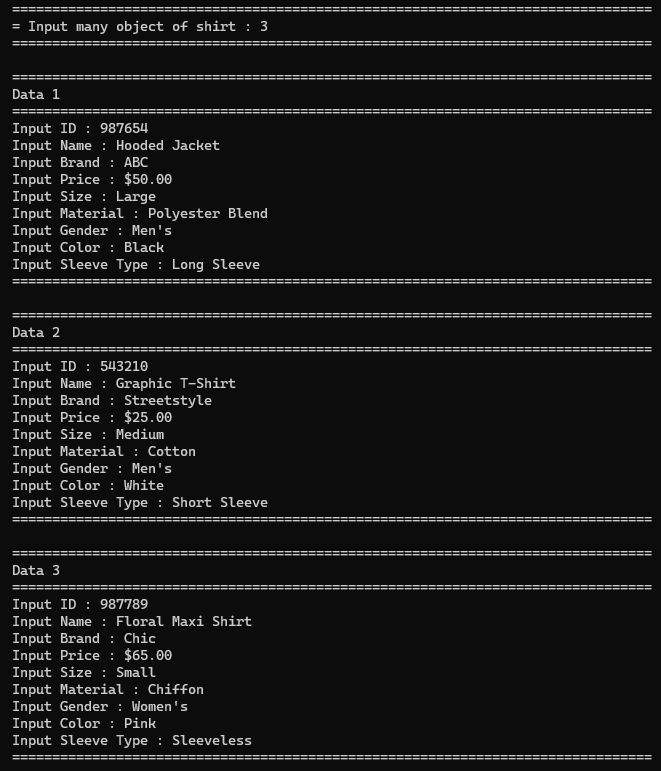 ================================================================================
= Input many object of shirt : 3
================================================================================
================================================================================
Data 1
================================================================================
Input ID : 987654
Input Name : Hooded Jacket
Input Brand : ABC
Input Price : $50.00
Input Size : Large
Input Material : Polyester Blend
Input Gender : Men's
Input Color : Black
Input Sleeve Type : Long Sleeve
================================================================================
================================================================================
Data 2
================================================================================
Input ID : 543210
Input Name : Graphic T-Shirt
Input Brand : Streetstyle
Input Price : $25.00
Input Size : Medium
Input Material : Cotton
Input Gender : Men's
Input Color : White
Input Sleeve Type : Short Sleeve
================================================================================
================================================================================
Data 3
================================================================================
Input ID : 987789
Input Name : Floral Maxi Shirt
Input Brand : Chic
Input Price : $65.00
Input Size : Small
Input Material : Chiffon
Input Gender : Women's
Input Color : Pink
Input Sleeve Type : Sleeveless
================================================================================